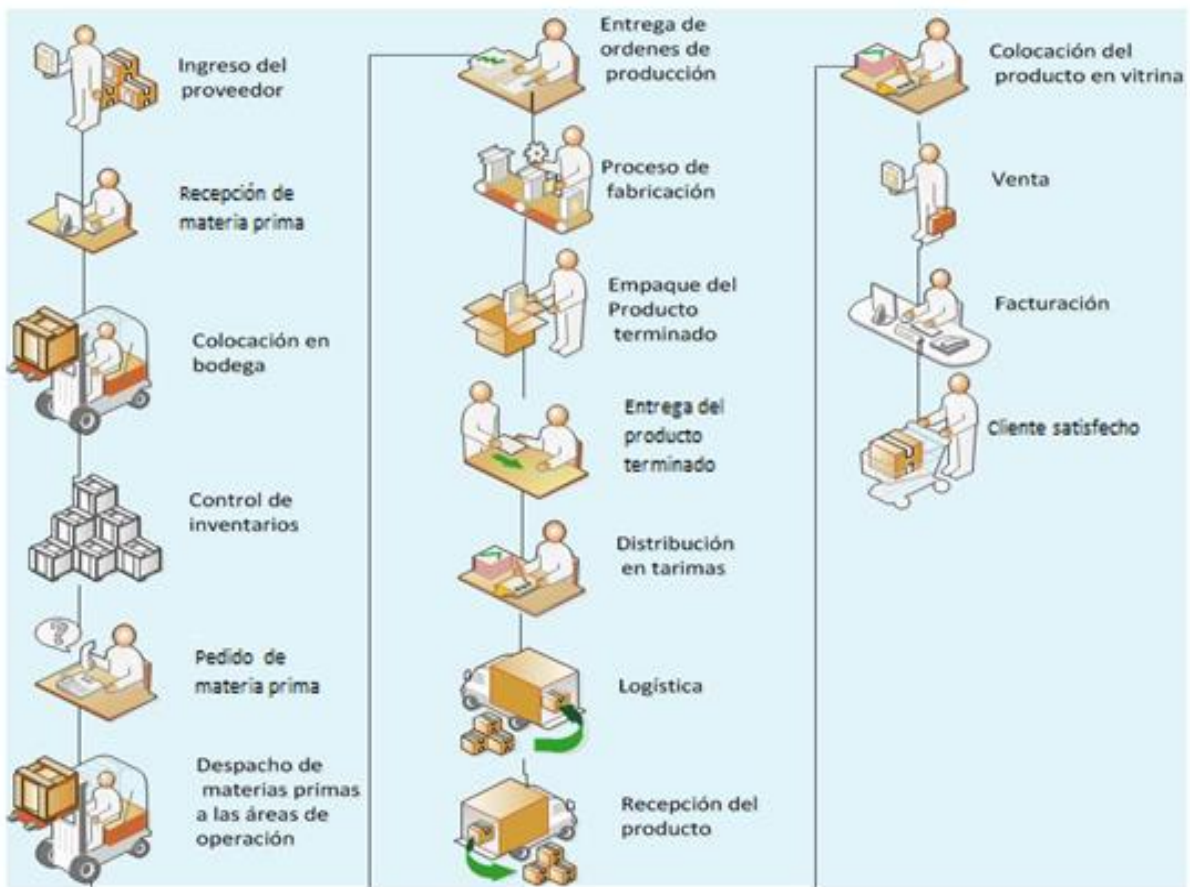 Ingreso del
proveedor
Recepción de
materia prima
Colocación en
bodega
Control de
inventarios
Pedido de
materia prima
Despacho de
materias primas
a las áreas de
operación
Entrega de
ordenes de
producción
Proceso de
fabricación
Empaque del
Producto
terminado
Entrega del
producto
terminado
Distribución
en tarimas
Logística
Recepción del
producto
Colocación del
producto en vitrina
Venta
Facturación
Cliente satisfecho